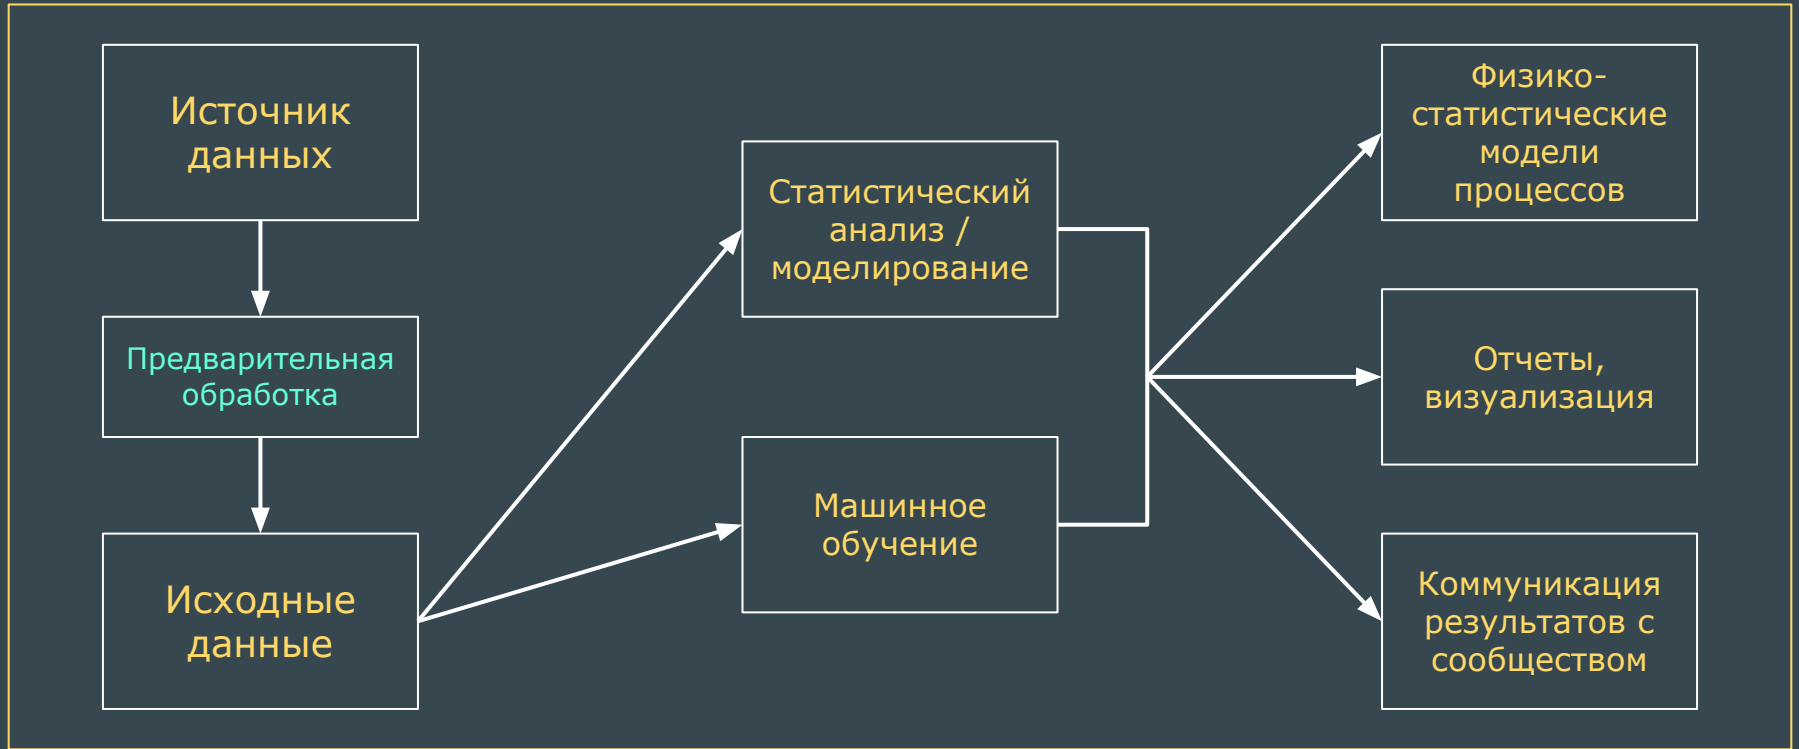 Источник
данных
Предварительная
обработка
Исходные
данные
Статистический
анализ /
моделирование
Машинное
обучение
Физико-
статистические
модели
процессов
Отчеты,
визуализация
Коммуникация
результатов с
сообществом